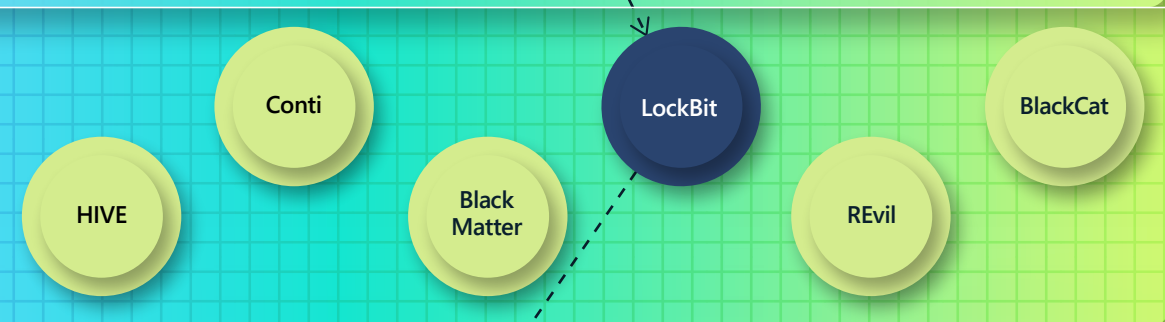 Conti
LockBit
BlackCat
HIVE
Black
Matter
REvil